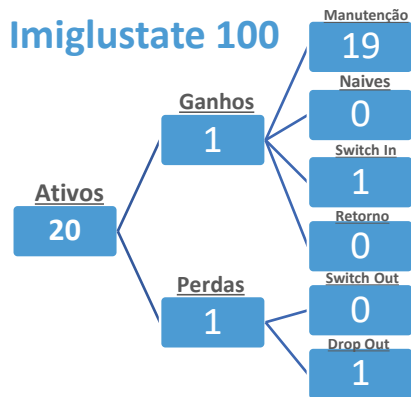 Imiglustate 100
Manutenção
19
Naives
0
Ganhos
1
Switch In
1
Ativos
20
Retorno
0
Perdas
1
Switch Out
0
Drop Out
1